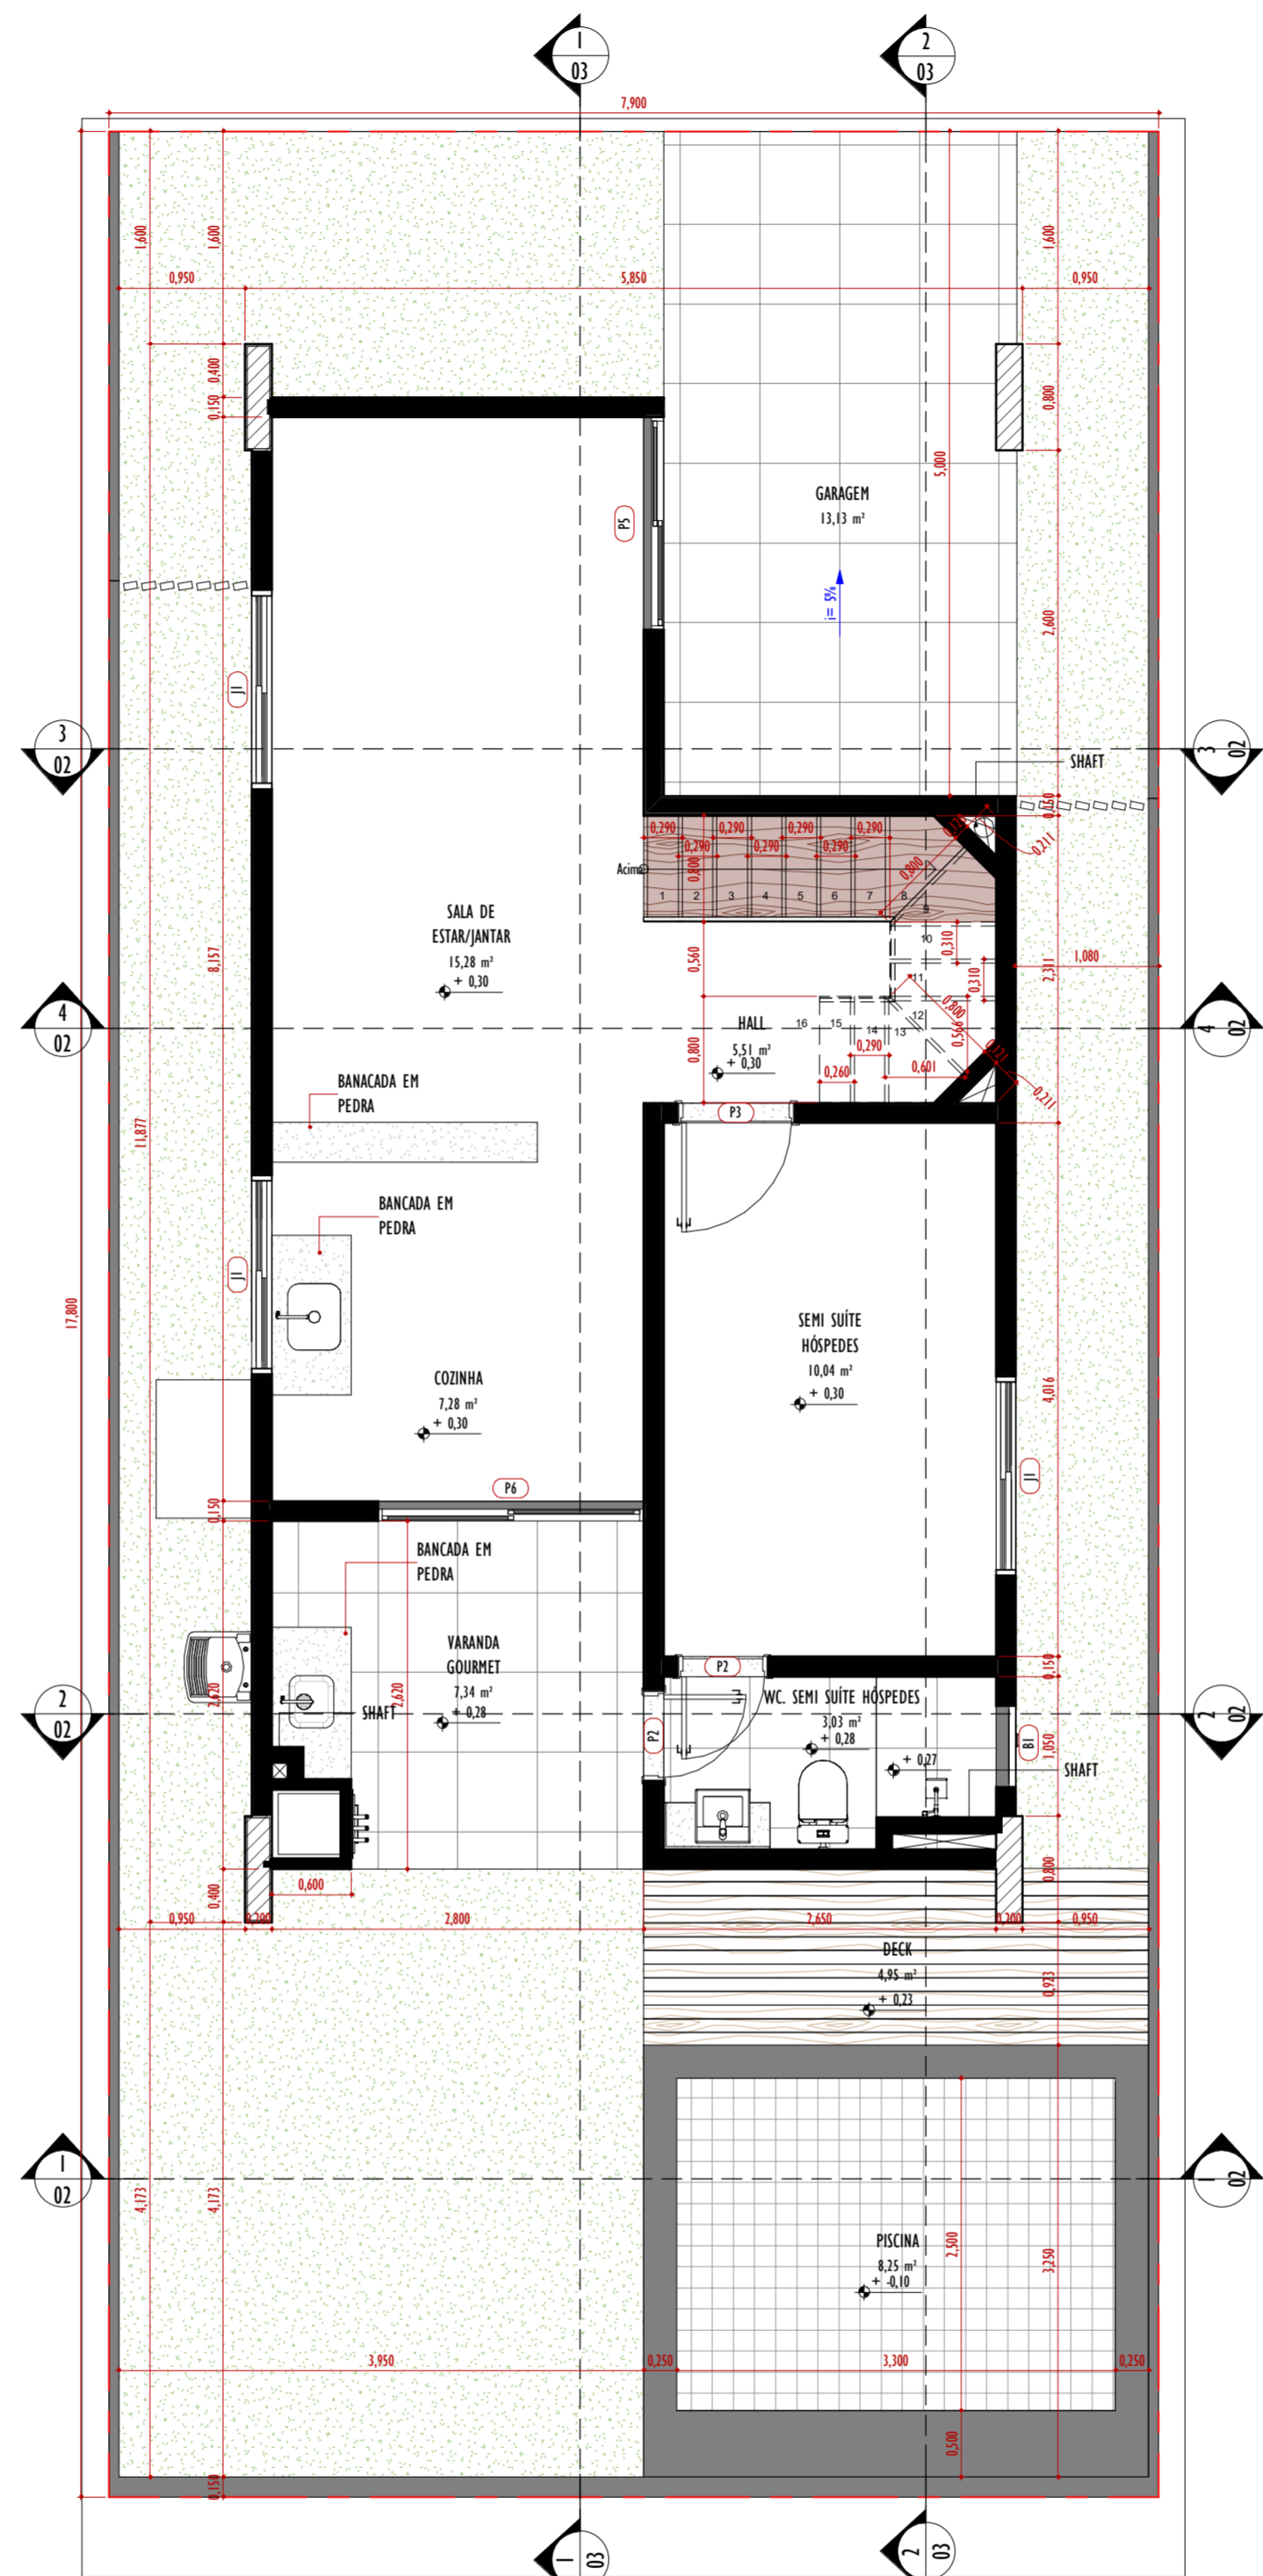 1
03
2
03
7,900
1,600
1,600
1,600
0,950
5,850
0,950
0,400
0,150
0,800
5,000
GARAGEM
13,13 m²
P5
i= 5%
2,600
J1
3
02
3
02
SHAFT
0,150
0,290
0,290
0,290
0,290
0,290
0,290
0,290
0,121
0,211
0,800
0,800
Acima
1
2
3
4
5
6
7
8
9
10
11
12
13
14
15
16
SALA DE
ESTAR/JANTAR
15,28 m²
+ 0,30
8,157
0,560
0,310
0,310
2,311
1,080
4
02
4
02
HALL
5,51 m²
+ 0,30
0,800
0,800
0,566
0,290
0,260
0,601
0,121
0,211
BANACADA EM
PEDRA
P3
11,877
BANCADA EM
PEDRA
J1
17,800
SEMI SUÍTE
HÓSPEDES
10,04 m²
+ 0,30
COZINHA
7,28 m²
+ 0,30
4,016
J1
P6
0,150
BANCADA EM
PEDRA
VARANDA
GOURMET
7,34 m²
+ 0,28
2,620
2,620
SHAFT
P2
P2
0,150
WC. SEMI SUÍTE HÓSPEDES
3,03 m²
+ 0,28
+ 0,27
B1
1,050
SHAFT
2
02
2
02
0,600
0,400
0,800
0,950
0,200
2,800
2,650
0,200
0,950
DECK
4,95 m²
+ 0,23
0,923
1
02
1
02
4,173
4,173
PISCINA
8,25 m²
+ -0,10
2,500
3,250
3,950
0,250
3,300
0,250
0,500
0,150
1
03
2
03